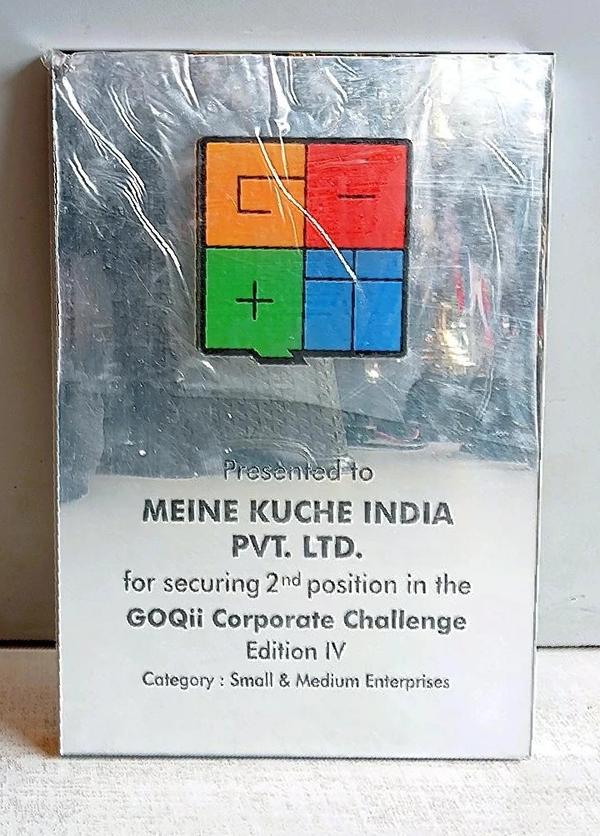 Presented to
MEINE KUCHE INDIA
PVT. LTD.
for securing 2nd position in the
GOQii Corporate Challenge
Edition IV
Category : Small & Medium Enterprises